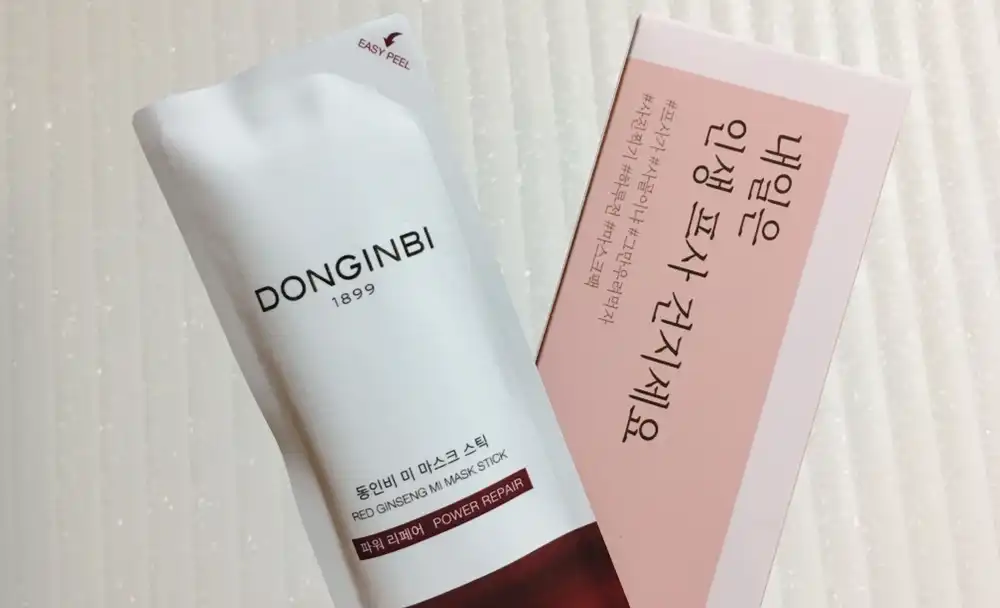 EASY PEEL
DONGINBI
1899
동인비 미 마스크 스틱
RED GINSENG MI MASK STICK
파워 리페어 POWER REPAIR
내일은
인생 프사 건지세요
#프사가 #사골이냐 #그만우려먹자
#사진찍기 #하루전 #마스크팩